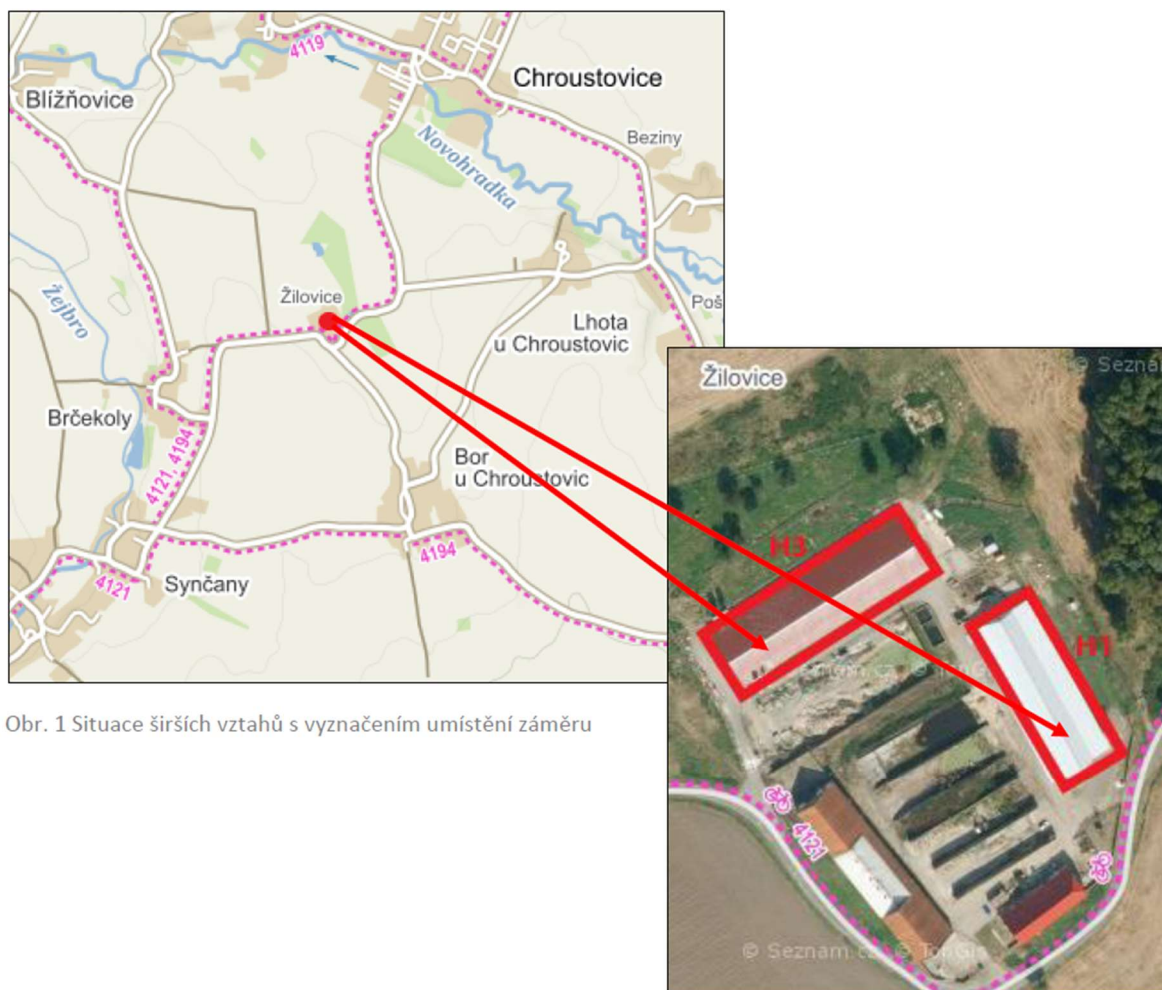 4119
Chroustovice
Blížňovice
Beziny
Novohradka
Žejbro
Žilovice
Lhota
u Chroustovic
Poš
Brčekoly
4121, 4194
Bor
u Chroustovic
4194
4121
Synčany
Obr. 1 Situace širších vztahů s vyznačením umístění záměru
Žilovice
© Seznam
H3
H1
4121
© Seznam.cz, © TopGis